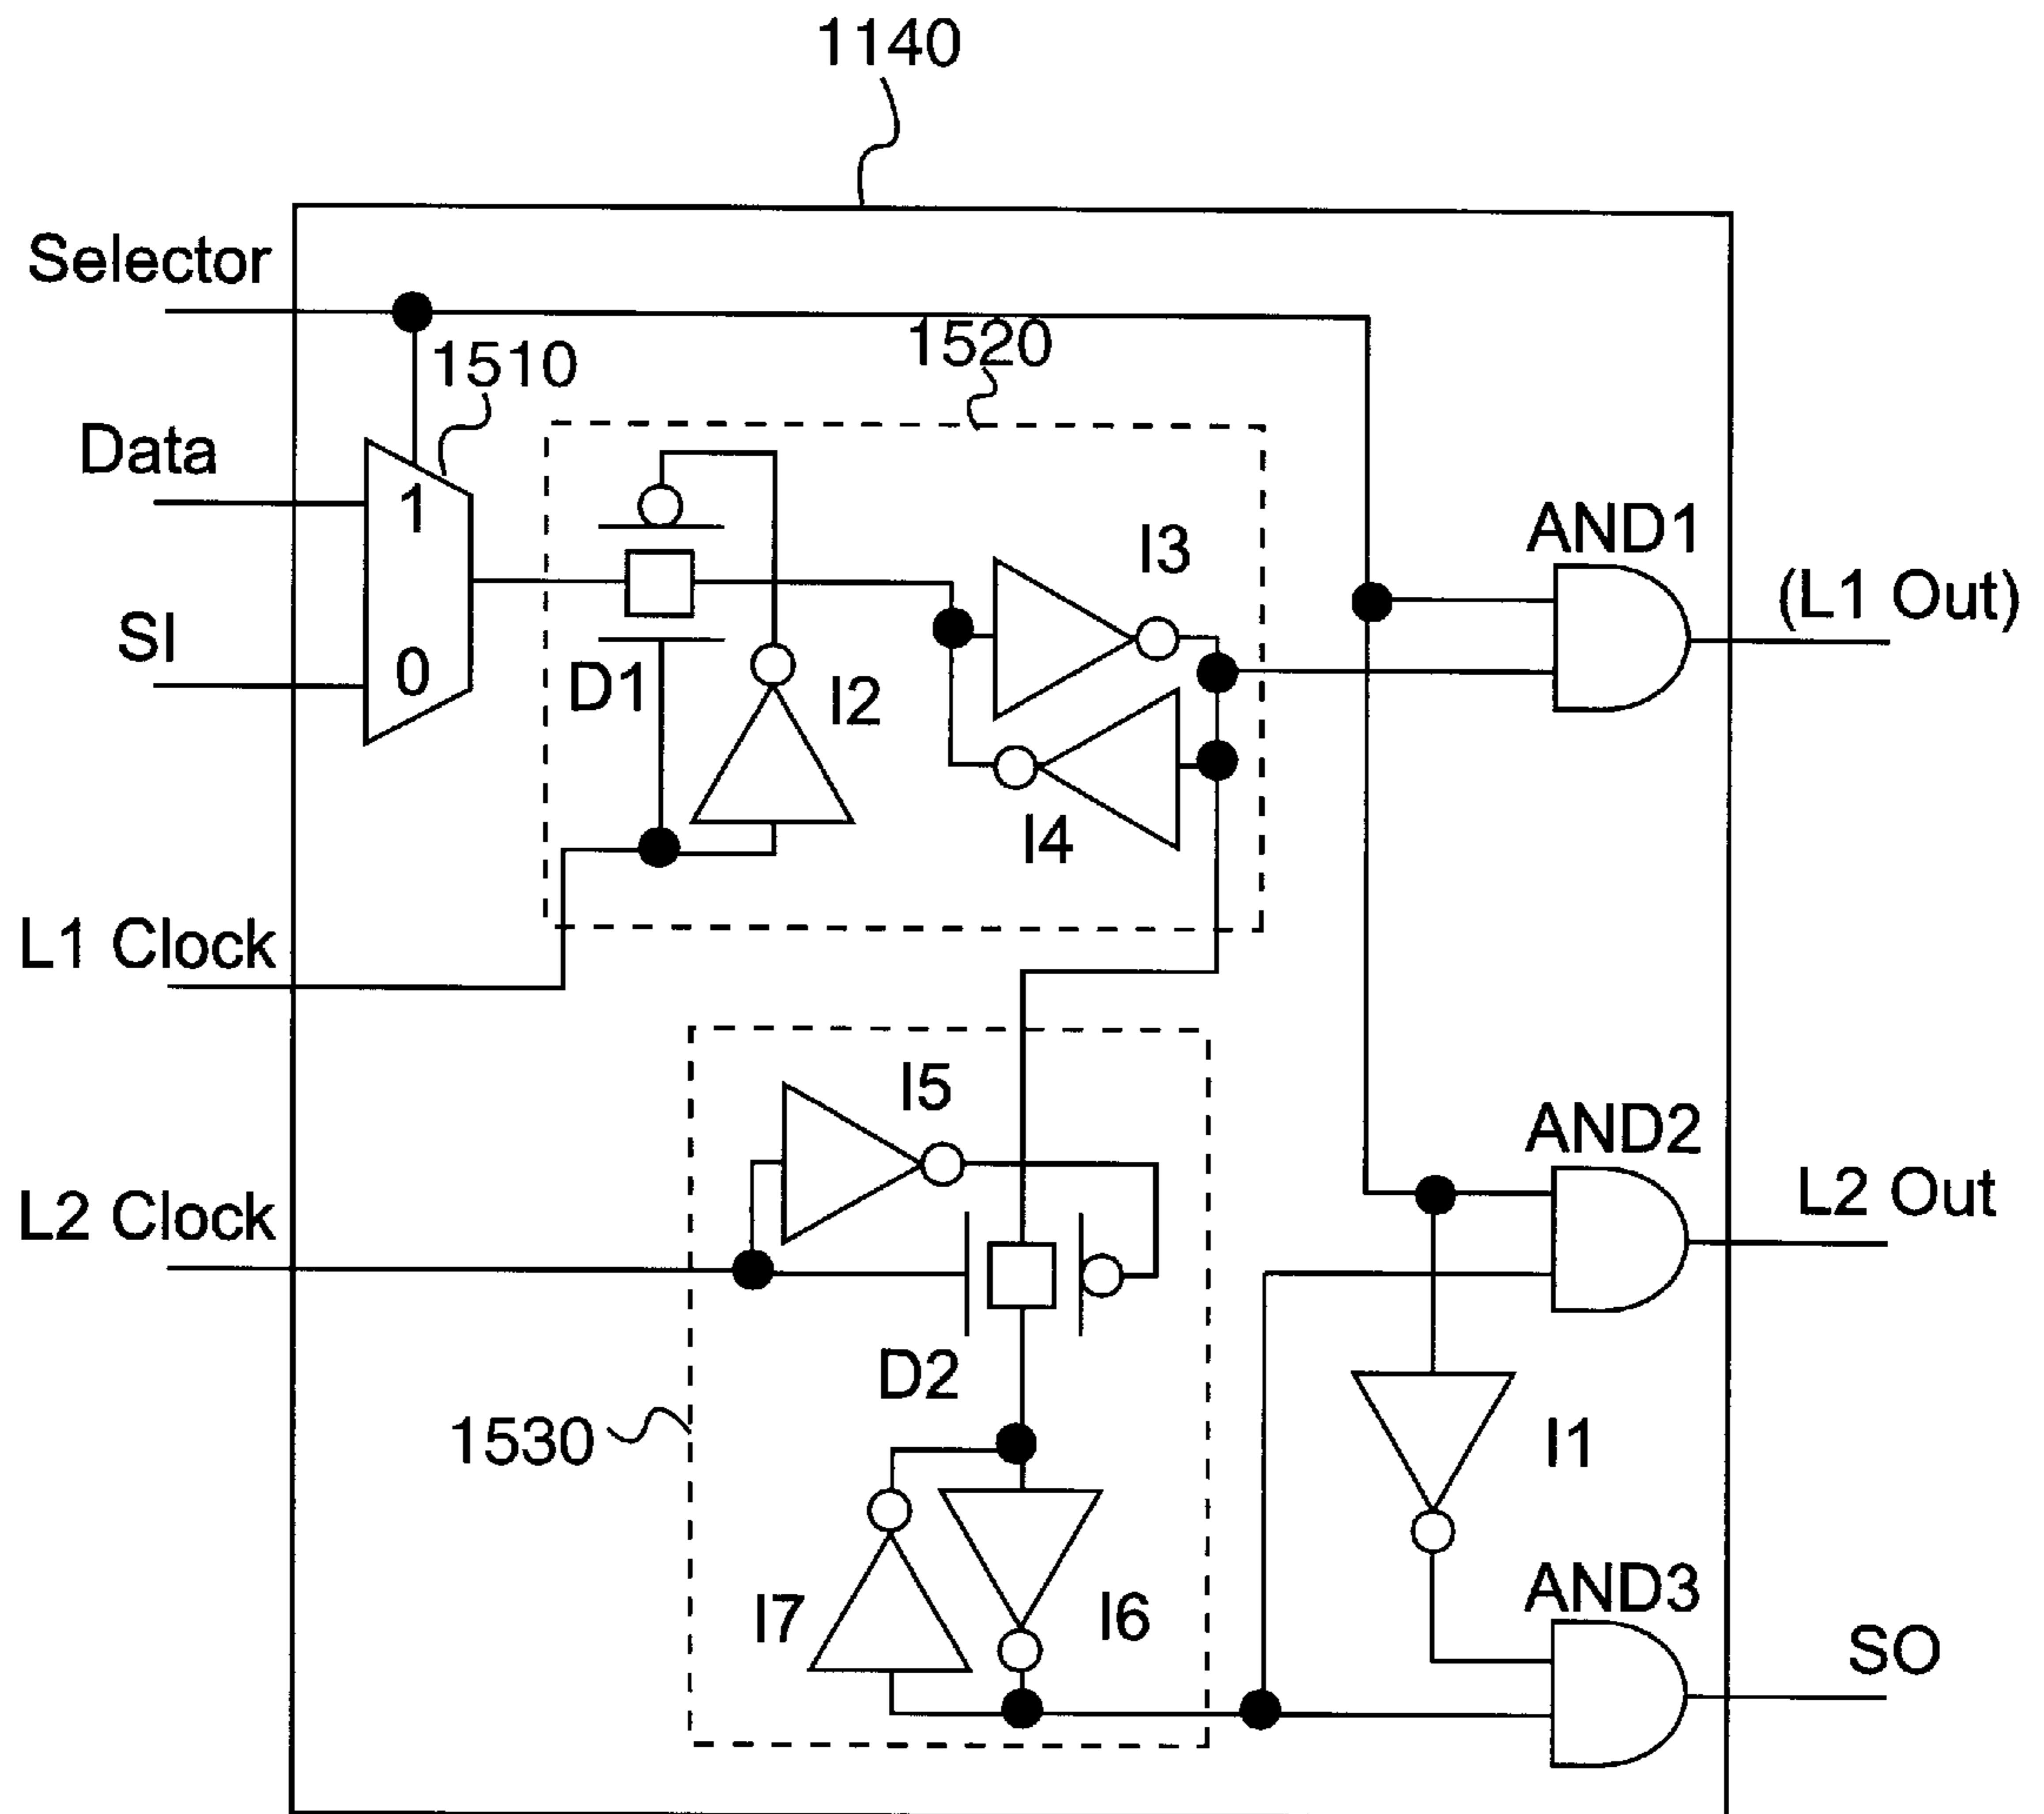 1140
Selector
1510
1520
Data
1
SI
0
D1
I2
I3
I4
AND1
(L1 Out)
L1 Clock
I5
L2 Clock
D2
1530
AND2
L2 Out
I1
I7
I6
AND3
SO